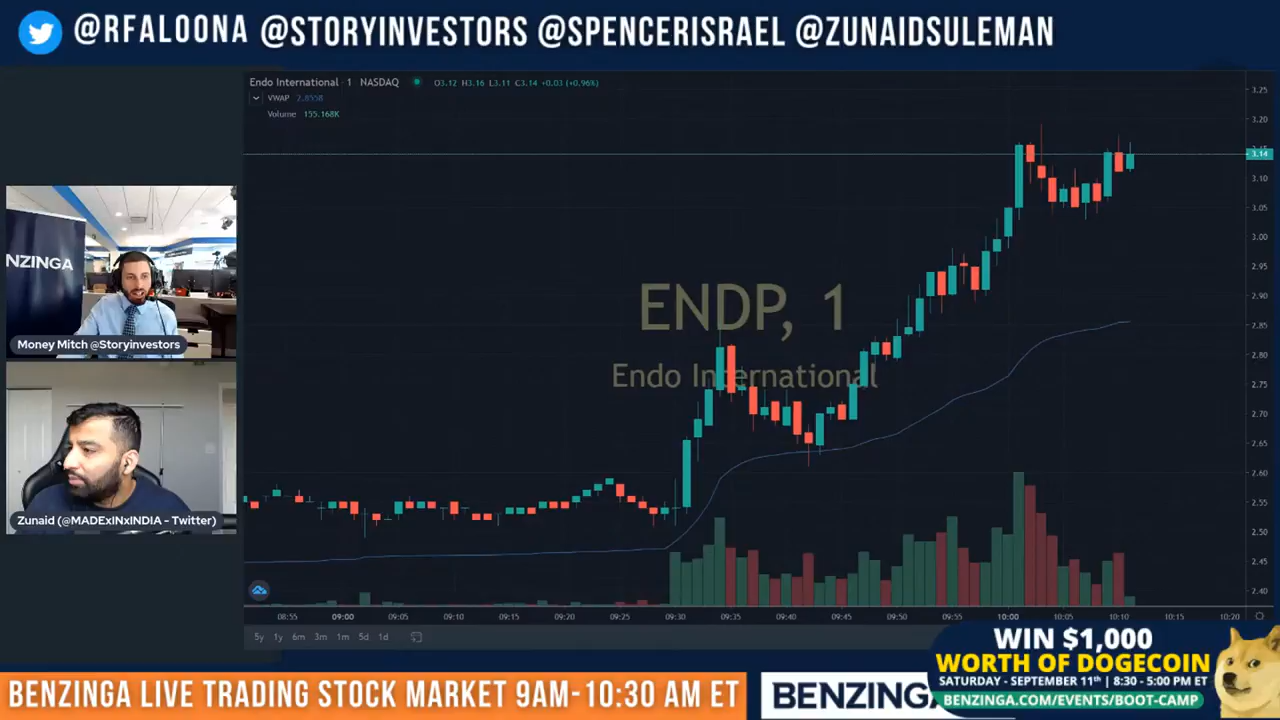 @RFALOONA @STORYINVESTORS @SPENCERISRAEL @ZUNAIDSULEMAN
Endo International · 1 NASDAQ O3.12 H3.16 L3.11 C3.14 +0.03 (+0.96%)
VWAP 2.8558
Volume 155.168K
3.25
3.20
3.14
3.10
3.05
3.00
2.95
2.90
2.85
2.80
2.75
2.70
2.65
2.60
2.55
2.50
2.45
2.40
ENDP, 1
Endo International
NZINGA
Money Mitch @Storyinvestors
Zunaid (@MADExINxINDIA - Twitter)
08:55 09:00 09:05 09:10 09:15 09:20 09:25 09:30 09:35 09:40 09:45 09:50 09:55 10:00 10:05 10:10 10:15 10:20
5y 1y 6m 3m 1m 5d 1d
WIN $1,000
WORTH OF DOGECOIN
SATURDAY - SEPTEMBER 11th | 8:30 - 5:00 PM ET
BENZINGA.COM/EVENTS/BOOT-CAMP
BENZINGA LIVE TRADING STOCK MARKET 9AM-10:30 AM ET
BENZINGA